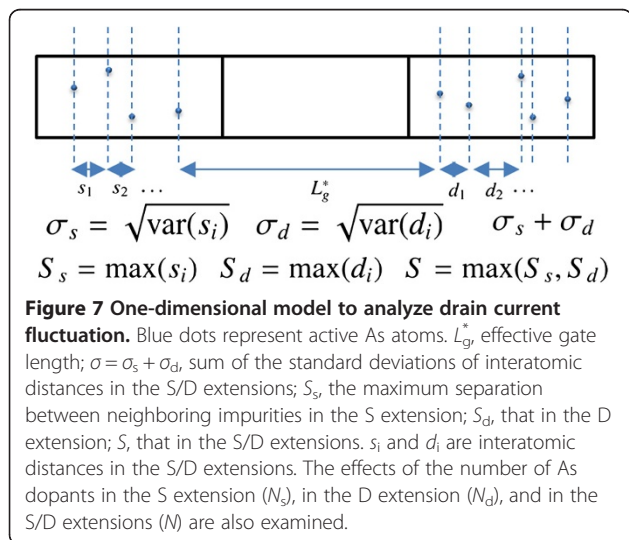 s₁ s₂ ... L*g d₁ d₂ ...
σs = √var(si) σd = √var(di) σs + σd
Ss = max(si) Sd = max(di) S = max(Ss, Sd)
Figure 7 One-dimensional model to analyze drain current
fluctuation. Blue dots represent active As atoms. L*g, effective gate
length; σ = σs + σd, sum of the standard deviations of interatomic
distances in the S/D extensions; Ss, the maximum separation
between neighboring impurities in the S extension; Sd, that in the D
extension; S, that in the S/D extensions. si and di are interatomic
distances in the S/D extensions. The effects of the number of As
dopants in the S extension (Ns), in the D extension (Nd), and in the
S/D extensions (N) are also examined.